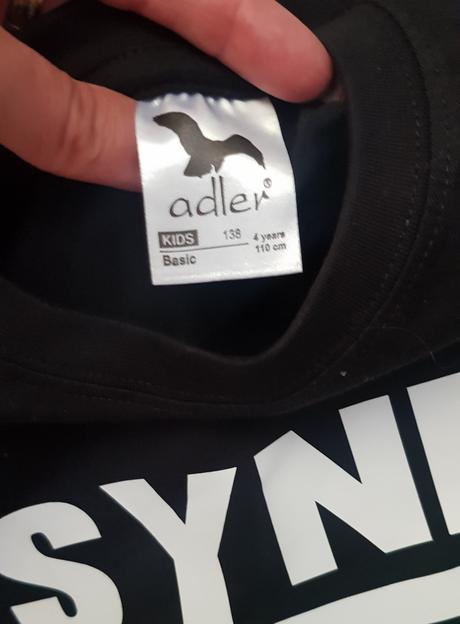 adler®
KIDS 138 4 years
Basic 110 cm
SYN